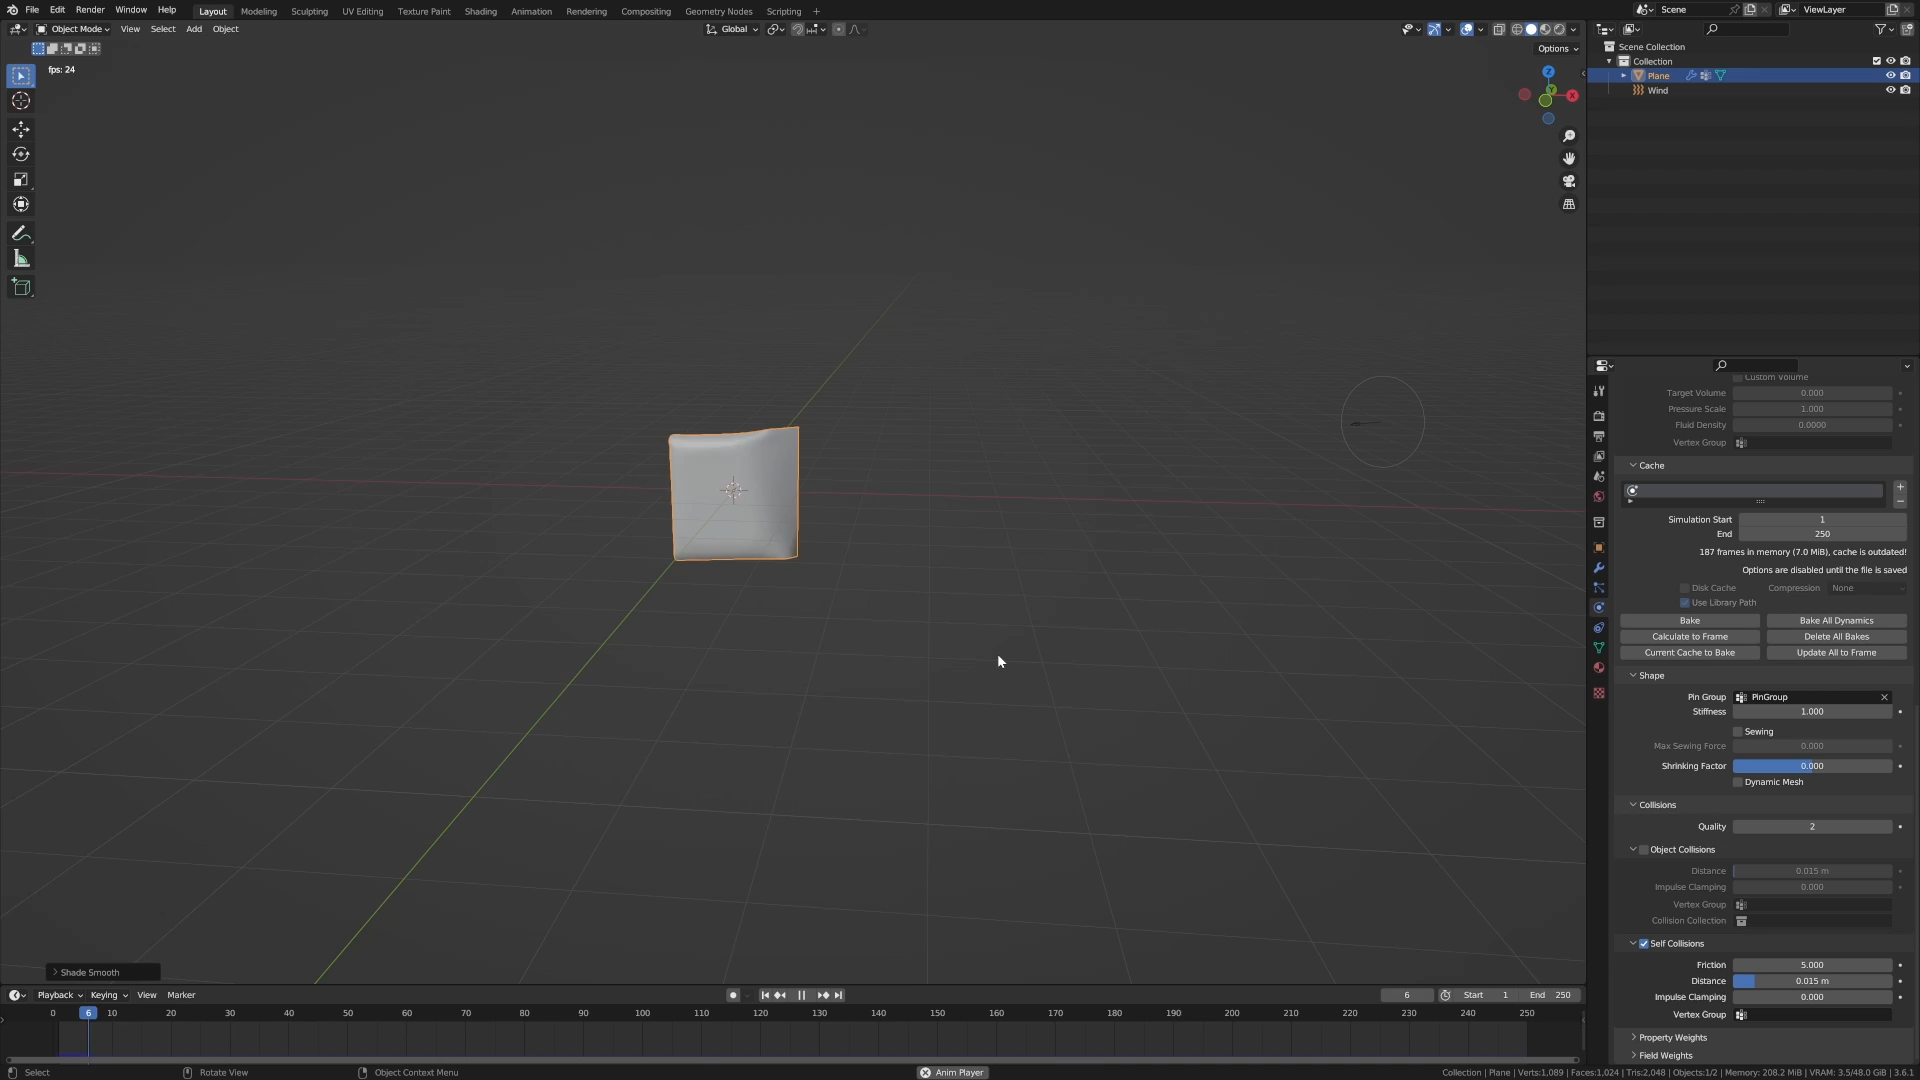 File Edit Render Window Help Layout Modeling Sculpting UV Editing Texture Paint Shading Animation Rendering Compositing Geometry Nodes Scripting + Scene ViewLayer
Object Mode View Select Add Object Global
Options
fps: 24
X
Y
Z
Scene Collection
Collection
Plane
Wind
Custom Volume
Target Volume 0.000
Pressure Scale 1.000
Fluid Density 0.0000
Vertex Group
Cache
Simulation Start 1
End 250
187 frames in memory (7.0 MiB), cache is outdated!
Options are disabled until the file is saved
Disk Cache Compression None
Use Library Path
Bake Bake All Dynamics
Calculate to Frame Delete All Bakes
Current Cache to Bake Update All to Frame
Shape
Pin Group PinGroup
Stiffness 1.000
Sewing
Max Sewing Force 0.000
Shrinking Factor 0.000
Dynamic Mesh
Collisions
Quality 2
Object Collisions
Distance 0.015 m
Impulse Clamping 0.000
Vertex Group
Collision Collection
Self Collisions
Friction 5.000
Distance 0.015 m
Impulse Clamping 0.000
Vertex Group
Property Weights
Field Weights
Shade Smooth
Playback Keying View Marker 6 Start 1 End 250
0 6 10 20 30 40 50 60 70 80 90 100 110 120 130 140 150 160 170 180 190 200 210 220 230 240 250
Select Rotate View Object Context Menu Anim Player Collection | Plane | Verts:1,089 | Faces:1,024 | Tris:2,048 | Objects:1/2 | Memory: 208.2 MiB | VRAM: 3.5/48.0 GiB | 3.6.1